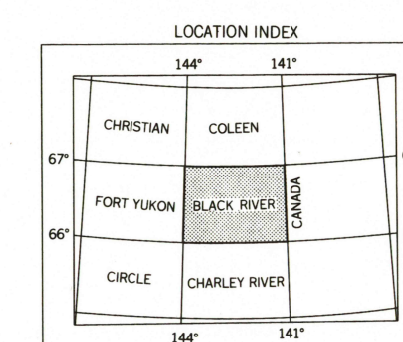 LOCATION INDEX
144° 141°
CHRISTIAN COLEEN
67°
FORT YUKON BLACK RIVER CANADA
66°
CIRCLE CHARLEY RIVER
144° 141°